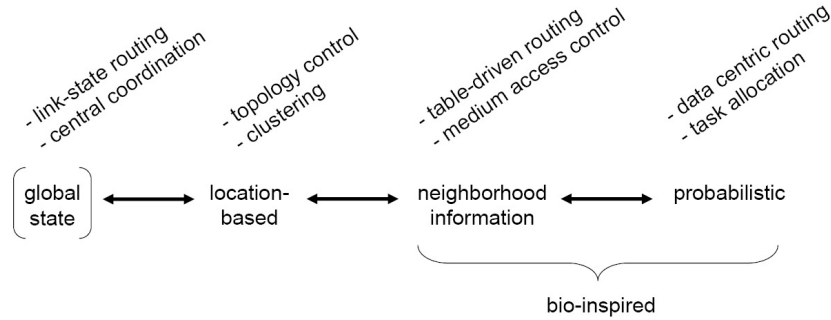 - link-state routing
- central coordination
- topology control
- clustering
- table-driven routing
- medium access control
- data centric routing
- task allocation
global
state
location-
based
neighborhood
information
probabilistic
bio-inspired